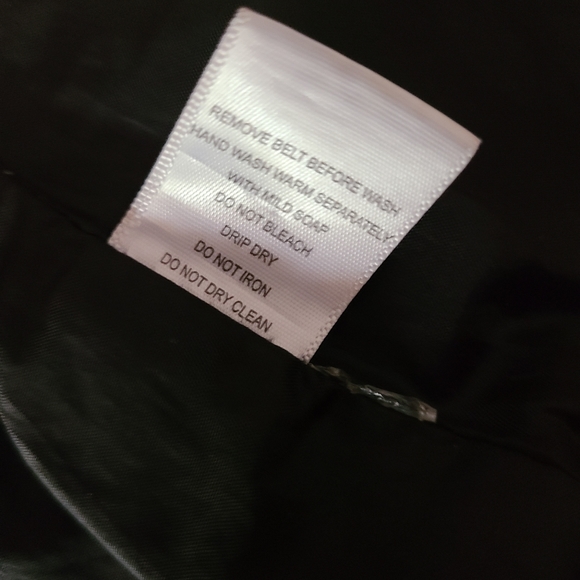 REMOVE BELT BEFORE WASH
HAND WASH WARM SEPARATELY
WITH MILD SOAP
DO NOT BLEACH
DRIP DRY
DO NOT IRON
DO NOT DRY CLEAN